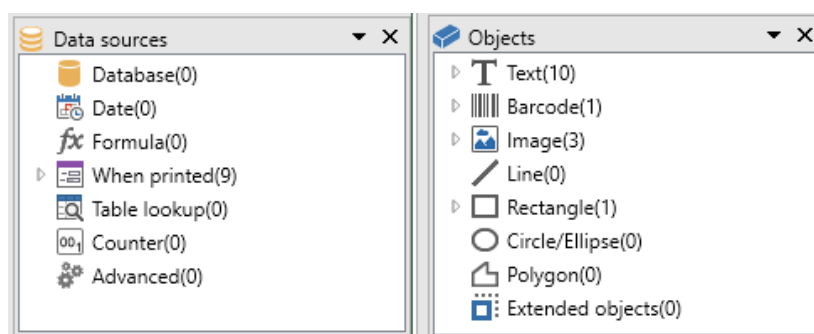 Data sources
Database(0)
Date(0)
Formula(0)
When printed(9)
Table lookup(0)
Counter(0)
Advanced(0)
Objects
Text(10)
Barcode(1)
Image(3)
Line(0)
Rectangle(1)
Circle/Ellipse(0)
Polygon(0)
Extended objects(0)